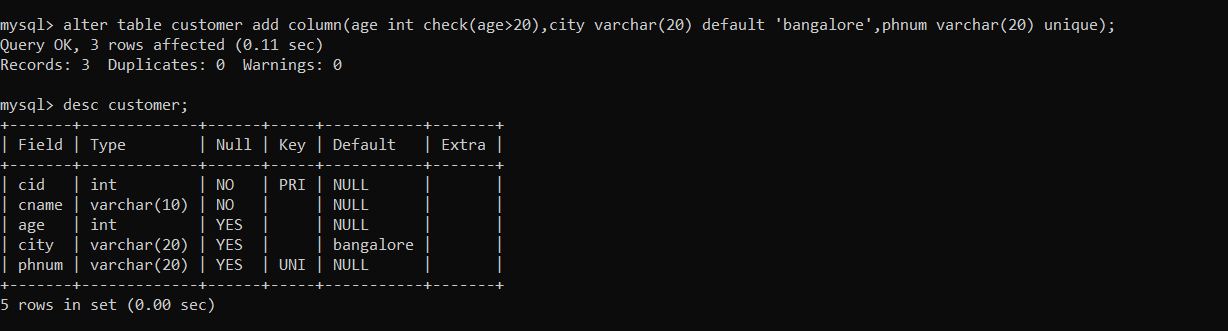 mysql> alter table customer add column(age int check(age>20),city varchar(20) default 'bangalore',phnum varchar(20) unique);
Query OK, 3 rows affected (0.11 sec)
Records: 3  Duplicates: 0  Warnings: 0

mysql> desc customer;
+-------+-------------+------+-----+-----------+-------+
| Field | Type        | Null | Key | Default   | Extra |
+-------+-------------+------+-----+-----------+-------+
| cid   | int         | NO   | PRI | NULL      |       |
| cname | varchar(10) | NO   |     | NULL      |       |
| age   | int         | YES  |     | NULL      |       |
| city  | varchar(20) | YES  |     | bangalore |       |
| phnum | varchar(20) | YES  | UNI | NULL      |       |
+-------+-------------+------+-----+-----------+-------+
5 rows in set (0.00 sec)